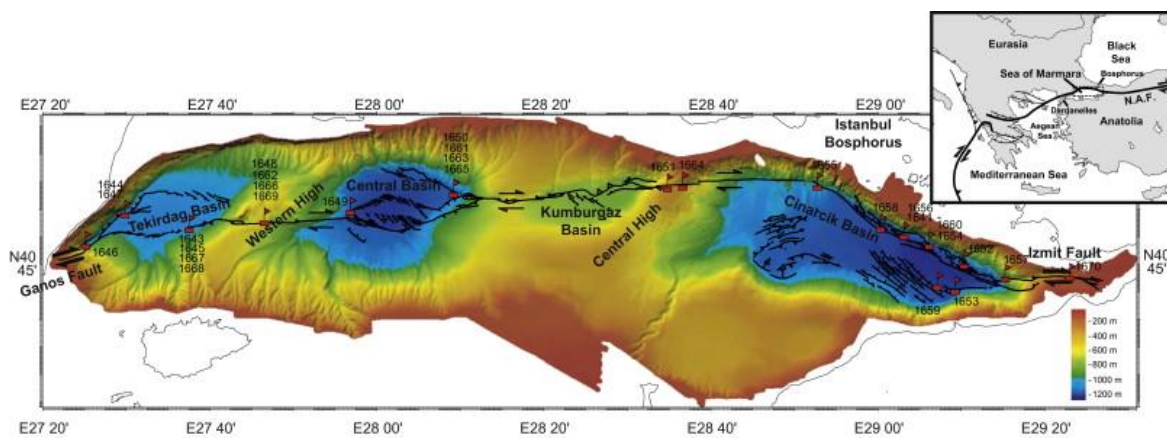 Eurasia
Black
Sea
Sea of Marmara
Bosphorus
N.A.F.
Dardanelles
Aegean
Sea
Anatolia
Mediterranean Sea
E27 20' E27 40' E28 00' E28 20' E28 40' E29 00'
Istanbul
Bosphorus
1650
1661
1663
1665
1648
1662
1666
1669
1651 1664
1655
1644
1647
Central Basin
1649
Tekirdag Basin
Western High
Kumburgaz
Basin
Central High
Cinarcik Basin
1658
1656
1641
1660
1654
1652
1657
1646
1643
1645
1667
1668
N40
45'
Ganos Fault
Izmit Fault
1670
N40
45'
1659
1653
- 200 m
- 400 m
- 600 m
- 800 m
-1000 m
-1200 m
E27 20' E27 40' E28 00' E28 20' E28 40' E29 00' E29 20'